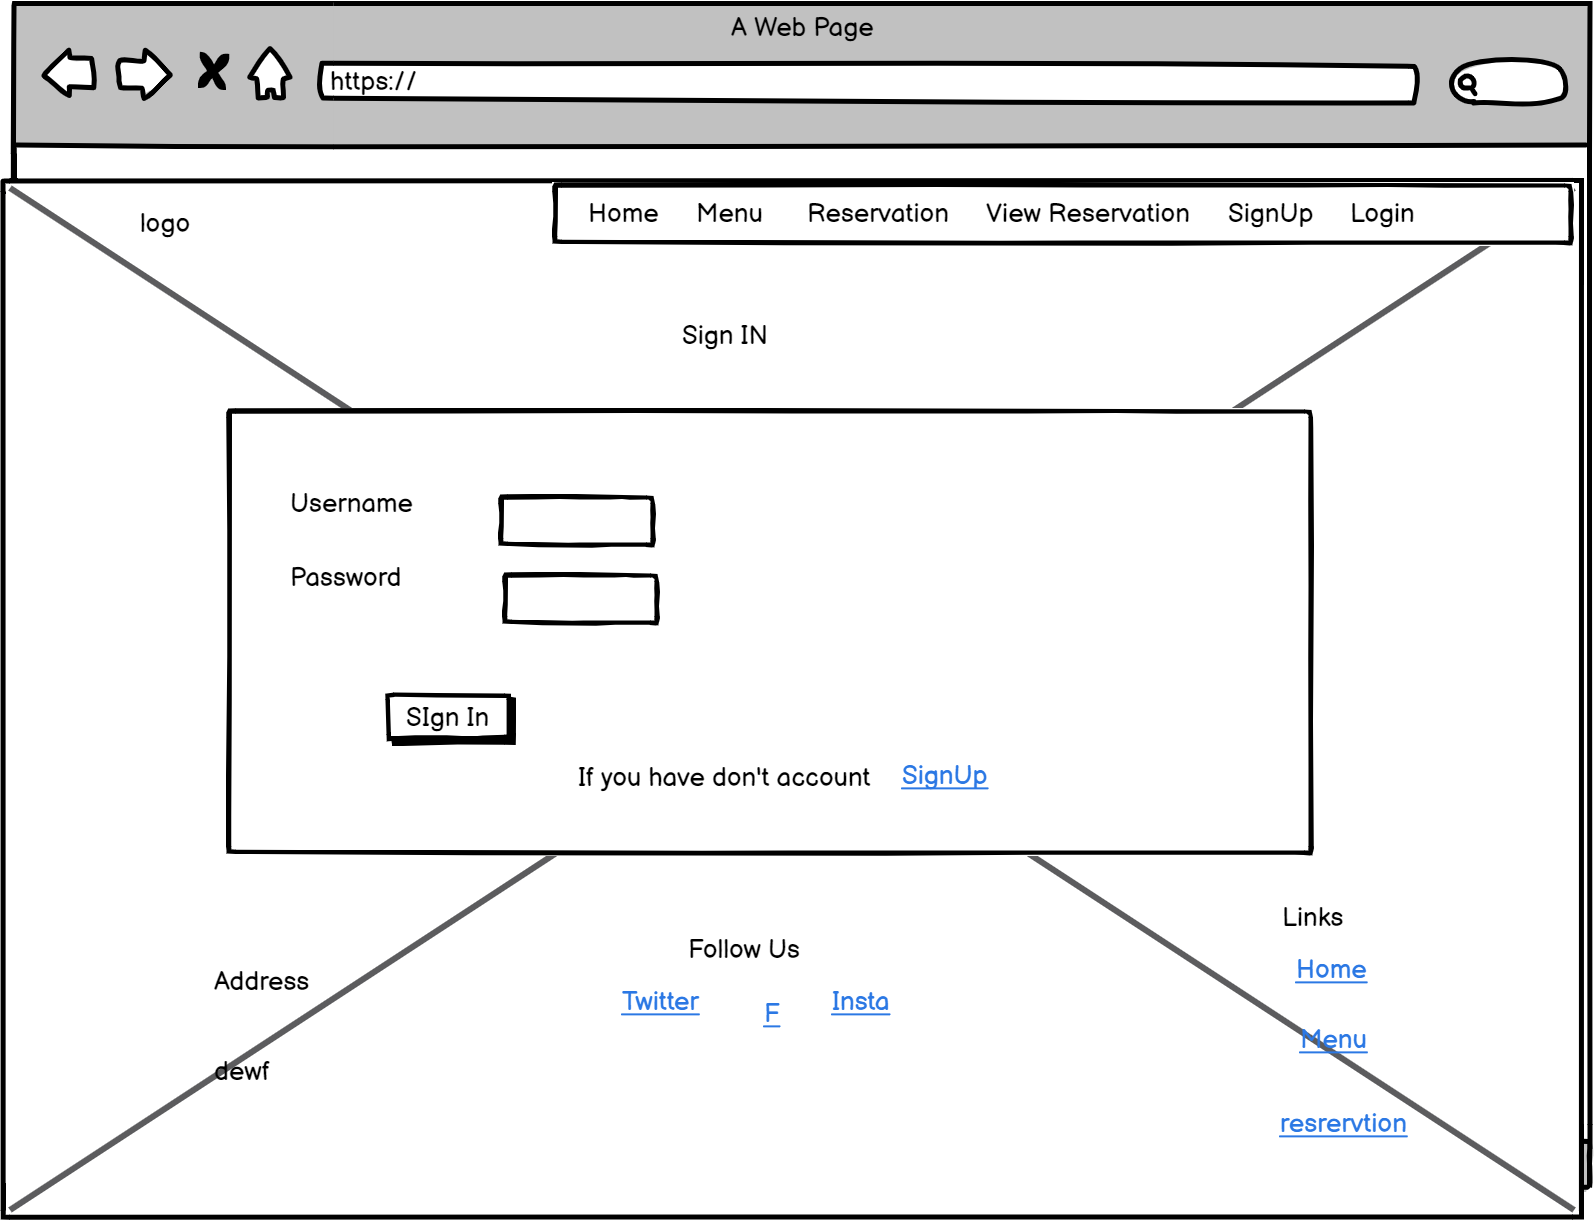 A Web Page
https://
logo
Home Menu Reservation View Reservation SignUp Login
Sign IN
Username
Password
SIgn In
If you have don't account SignUp
Links
Follow Us
Home
Address
Twitter F Insta
Menu
dewf
resrervtion